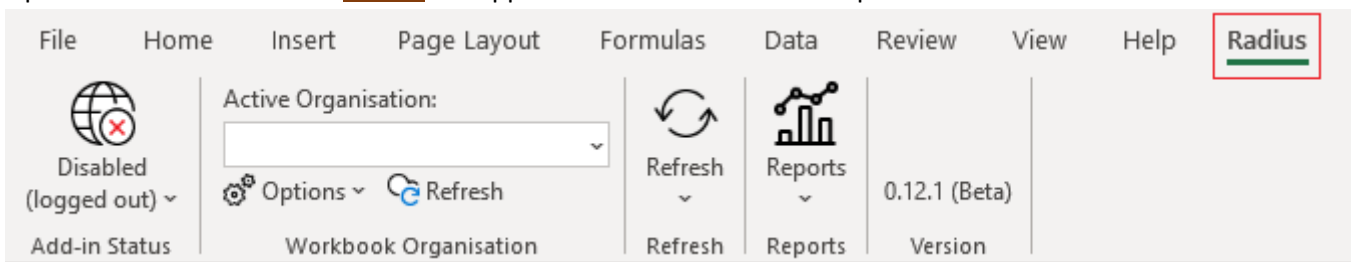 File Home Insert Page Layout Formulas Data Review View Help Radius
Active Organisation:
Disabled
(logged out)
Options Refresh
Refresh
Reports
0.12.1 (Beta)
Add-in Status Workbook Organisation Refresh Reports Version